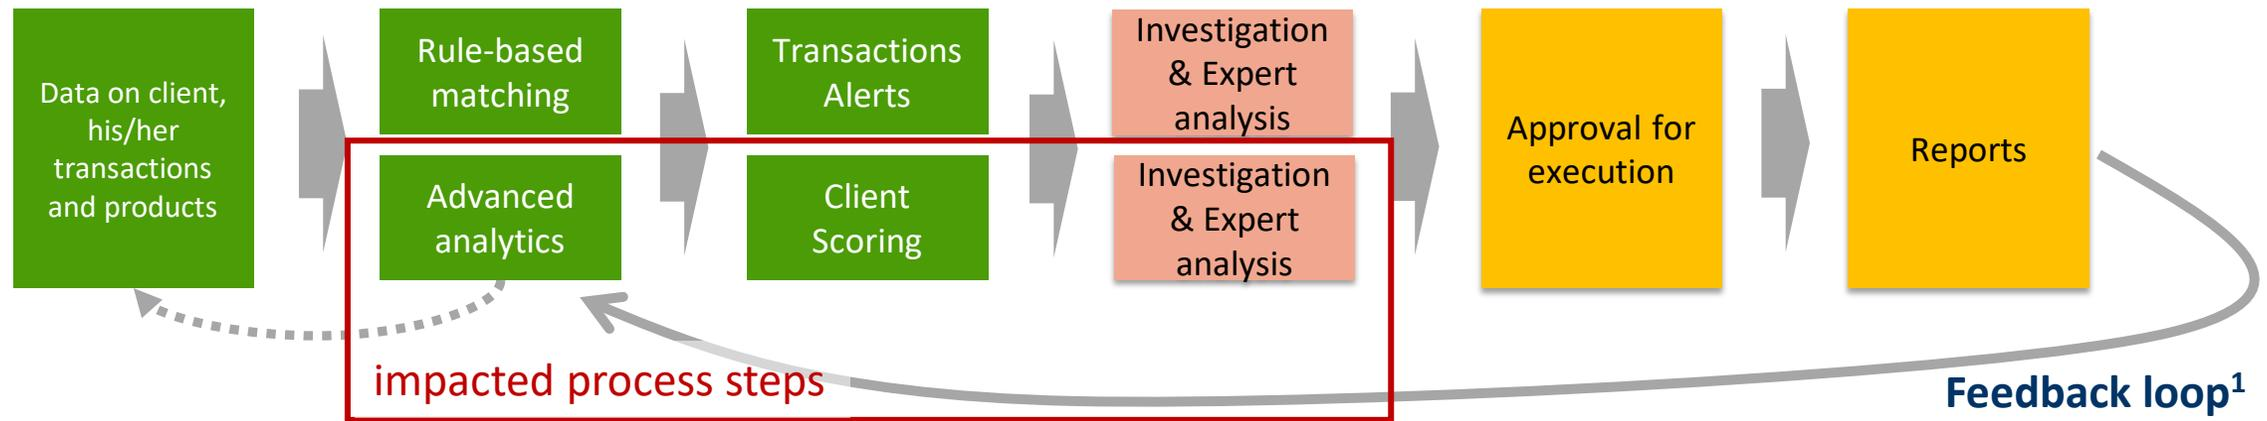 Data on client,
his/her
transactions
and products
Rule-based
matching
Advanced
analytics
Transactions
Alerts
Client
Scoring
Investigation
& Expert
analysis
Investigation
& Expert
analysis
Approval for
execution
Reports
impacted process steps
Feedback loop¹